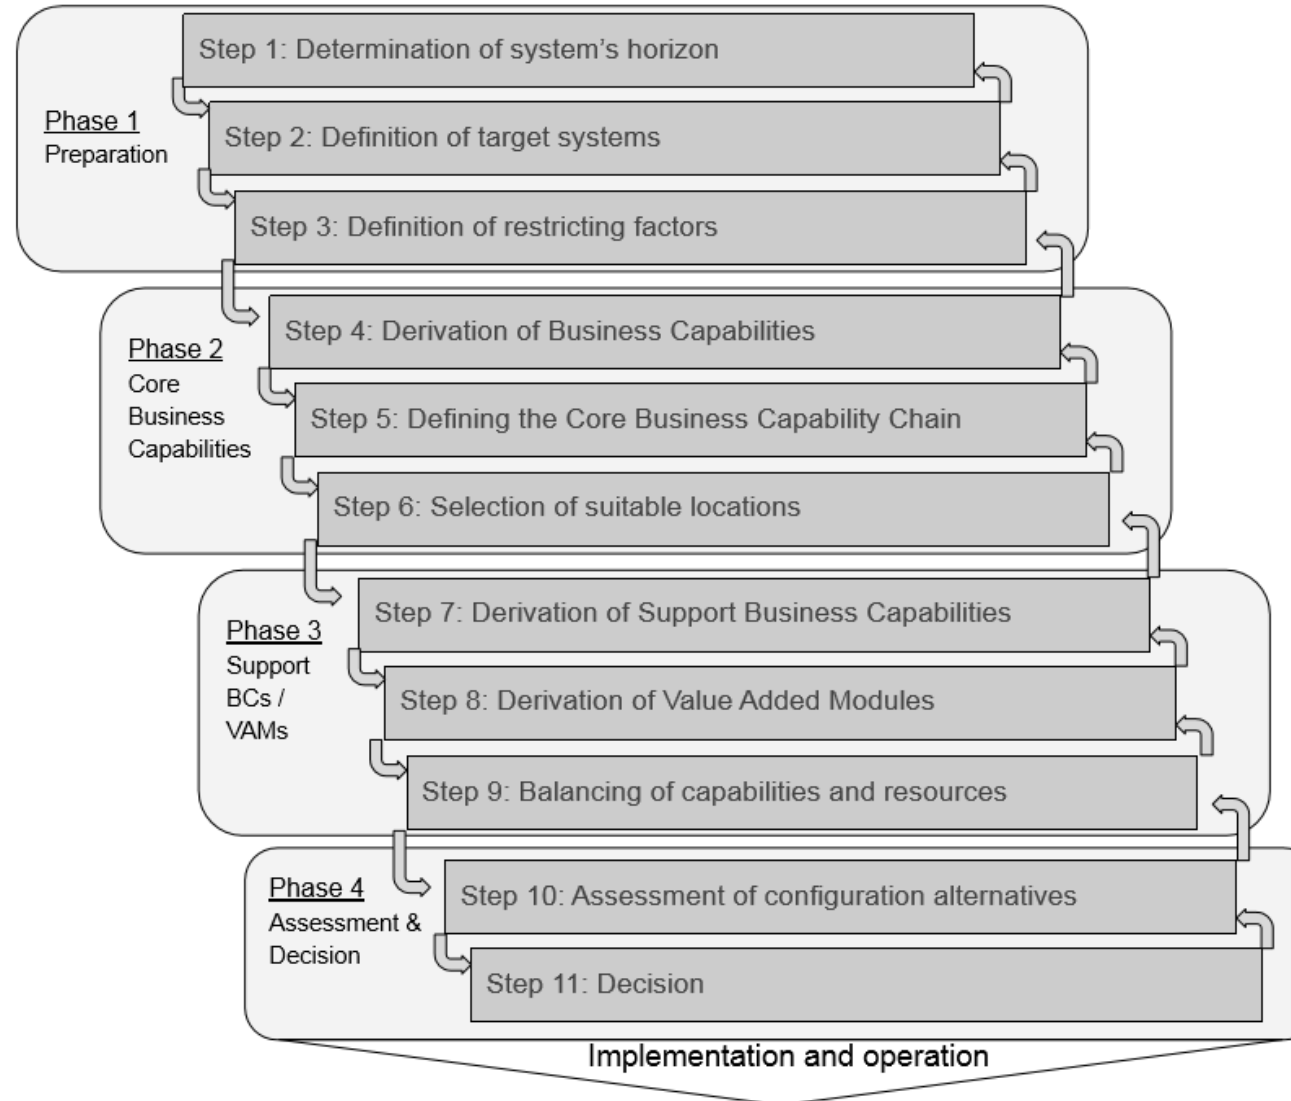 Step 1: Determination of system's horizon
Phase 1
Preparation
Step 2: Definition of target systems
Step 3: Definition of restricting factors
Phase 2
Core
Business
Capabilities
Step 4: Derivation of Business Capabilities
Step 5: Defining the Core Business Capability Chain
Step 6: Selection of suitable locations
Phase 3
Support
BCs /
VAMs
Step 7: Derivation of Support Business Capabilities
Step 8: Derivation of Value Added Modules
Step 9: Balancing of capabilities and resources
Phase 4
Assessment &
Decision
Step 10: Assessment of configuration alternatives
Step 11: Decision
Implementation and operation